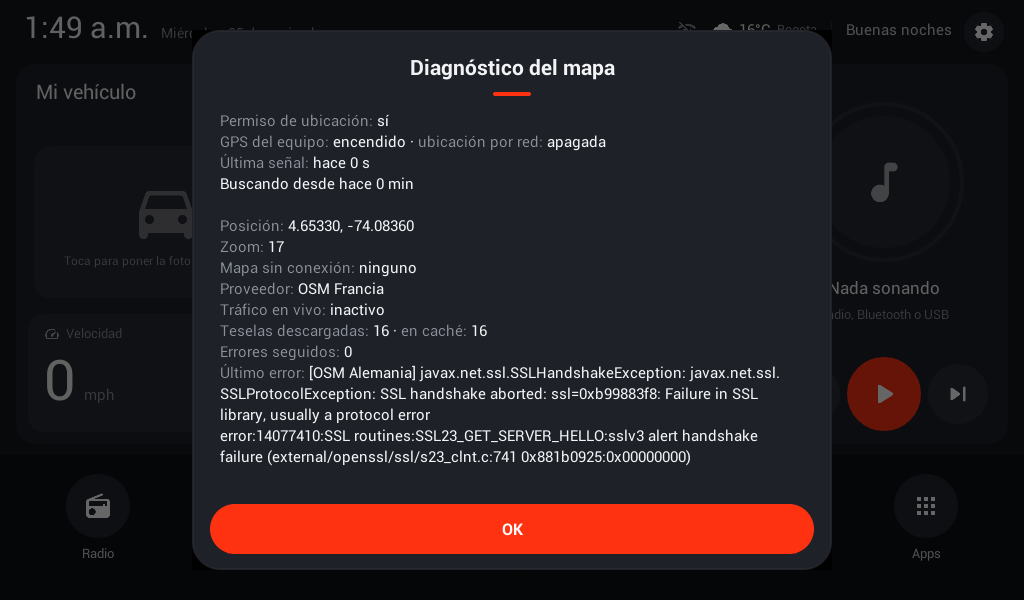 1:49 a.m.
16°C Bogota
Buenas noches
Diagnóstico del mapa
Mi vehículo
Permiso de ubicación: sí
GPS del equipo: encendido · ubicación por red: apagada
Última señal: hace 0 s
Buscando desde hace 0 min
Posición: 4.65330, -74.08360
Zoom: 17
Toca para poner la foto
Mapa sin conexión: ninguno
Proveedor: OSM Francia
Nada sonando
Tráfico en vivo: inactivo
Bluetooth o USB
Velocidad
Teselas descargadas: 16 · en caché: 16
Errores seguidos: 0
0 mph
Último error: [OSM Alemania] javax.net.ssl.SSLHandshakeException: javax.net.ssl.
SSLProtocolException: SSL handshake aborted: ssl=0xb99883f8: Failure in SSL
library, usually a protocol error
error:14077410:SSL routines:SSL23_GET_SERVER_HELLO:sslv3 alert handshake
failure (external/openssl/ssl/s23_clnt.c:741 0x881b0925:0x00000000)
OK
Radio
Apps